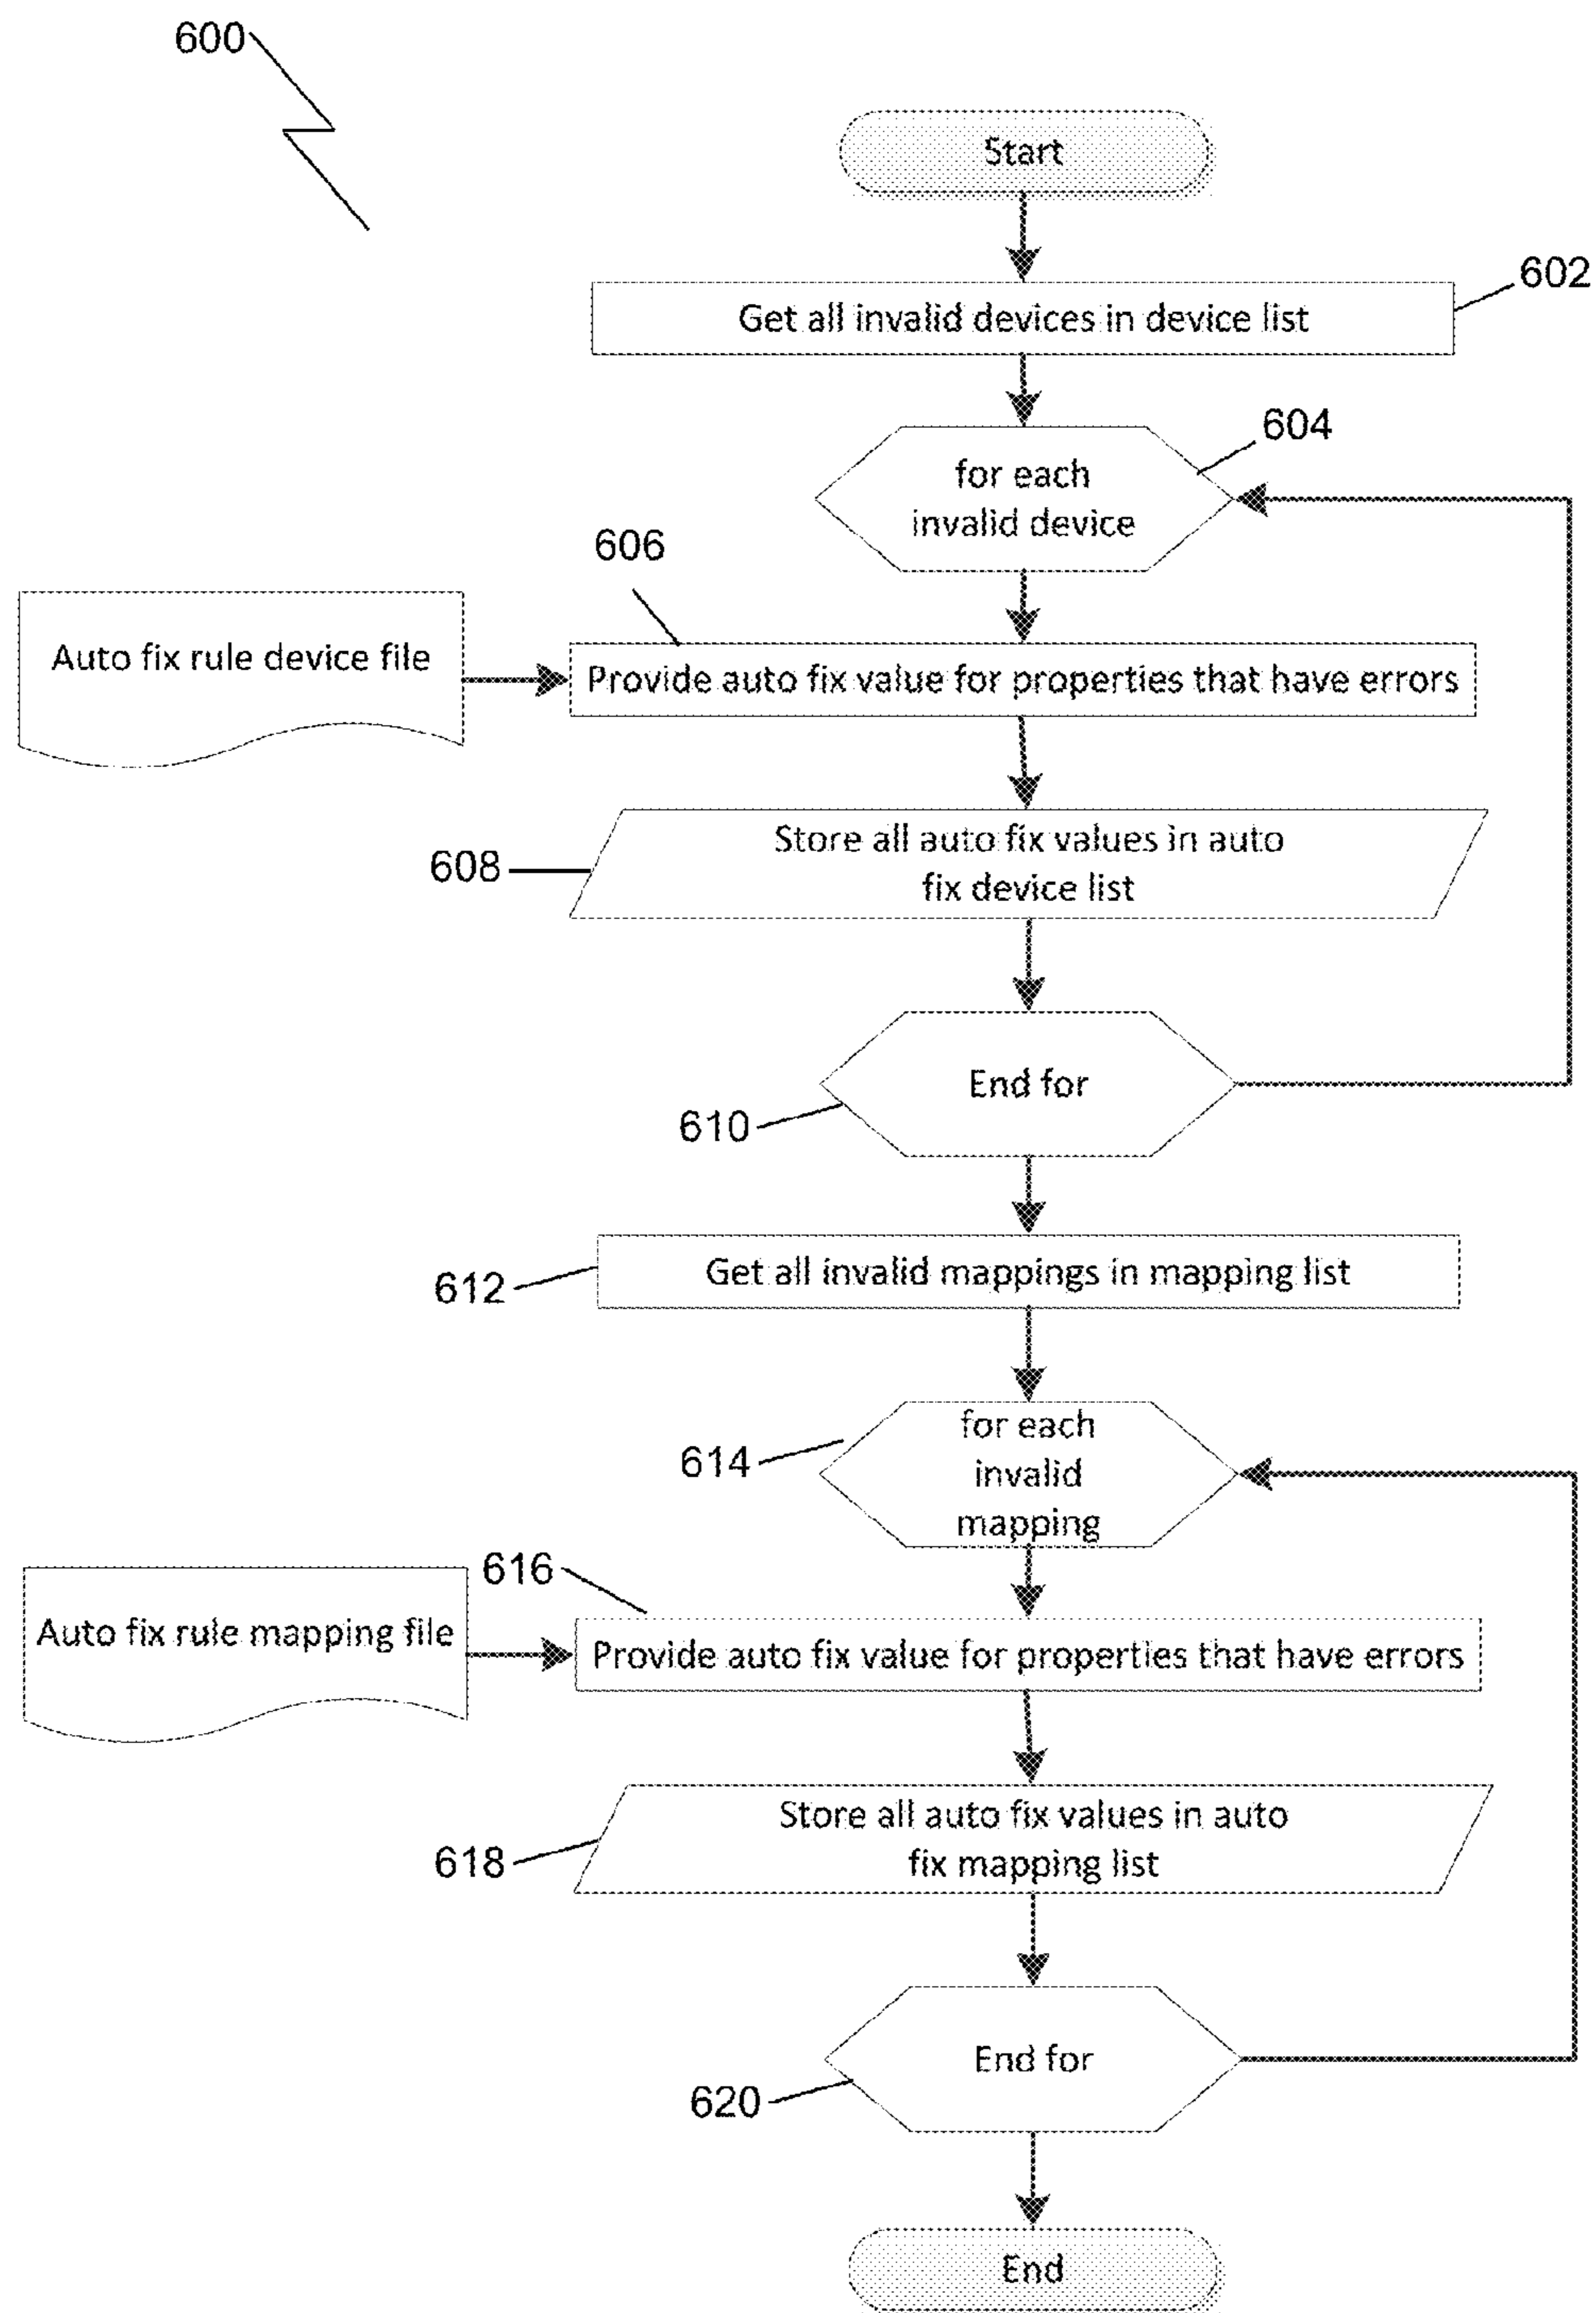 600
Start
Get all invalid devices in device list
602
for each
invalid device
604
606
Auto fix rule device file
Provide auto fix value for properties that have errors
608
Store all auto fix values in auto
fix device list
End for
610
612
Get all invalid mappings in mapping list
614
for each
invalid
mapping
616
Auto fix rule mapping file
Provide auto fix value for properties that have errors
618
Store all auto fix values in auto
fix mapping list
End for
620
End